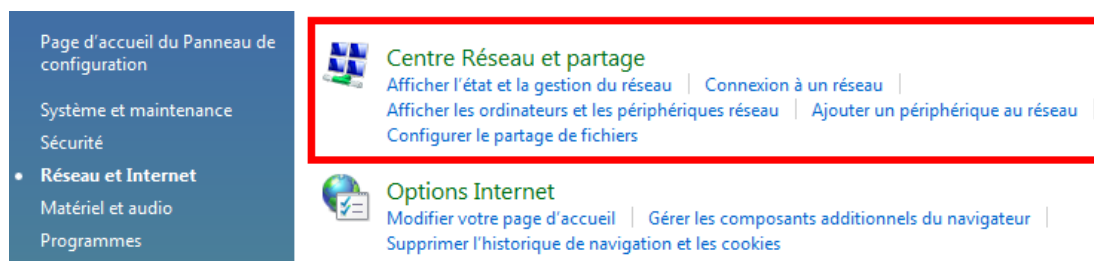 Page d'accueil du Panneau de
configuration
Système et maintenance
Sécurité
Réseau et Internet
Matériel et audio
Programmes
Centre Réseau et partage
Afficher l'état et la gestion du réseau | Connexion à un réseau |
Afficher les ordinateurs et les périphériques réseau | Ajouter un périphérique au réseau |
Configurer le partage de fichiers
Options Internet
Modifier votre page d'accueil | Gérer les composants additionnels du navigateur |
Supprimer l'historique de navigation et les cookies